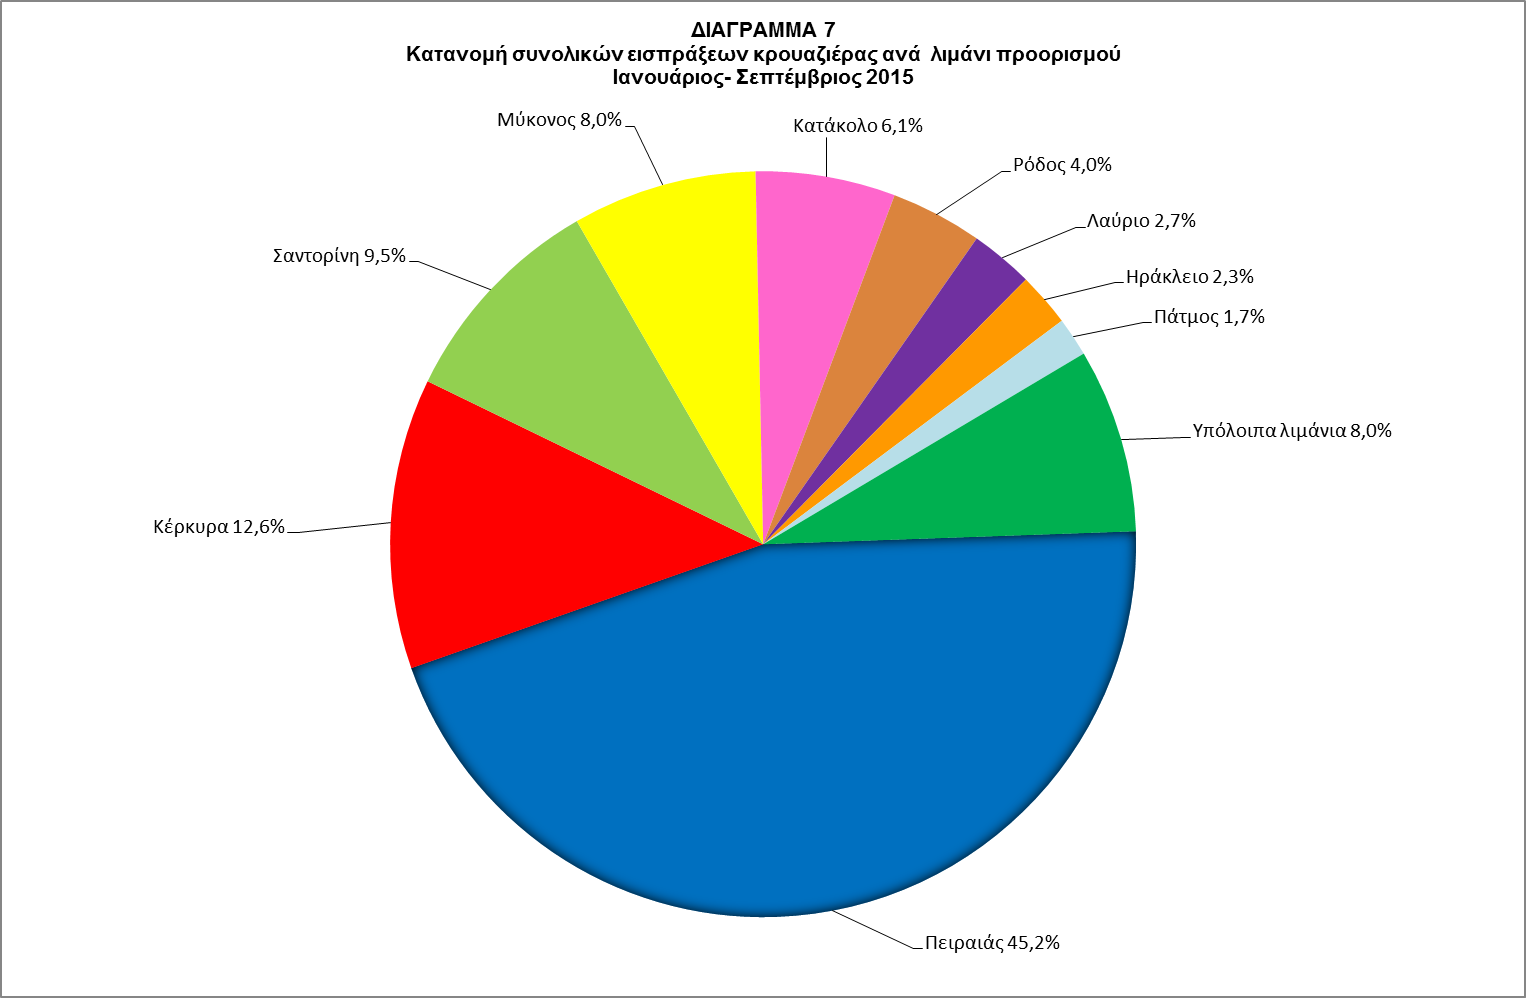 ΔΙΑΓΡΑΜΜΑ 7
Κατανομή συνολικών εισπράξεων κρουαζιέρας ανά  λιμάνι προορισμού
Ιανουάριος- Σεπτέμβριος 2015
Μύκονος 8,0%
Κατάκολο 6,1%
Ρόδος 4,0%
Λαύριο 2,7%
Σαντορίνη 9,5%
Ηράκλειο 2,3%
Πάτμος 1,7%
Υπόλοιπα λιμάνια 8,0%
Κέρκυρα 12,6%
Πειραιάς 45,2%